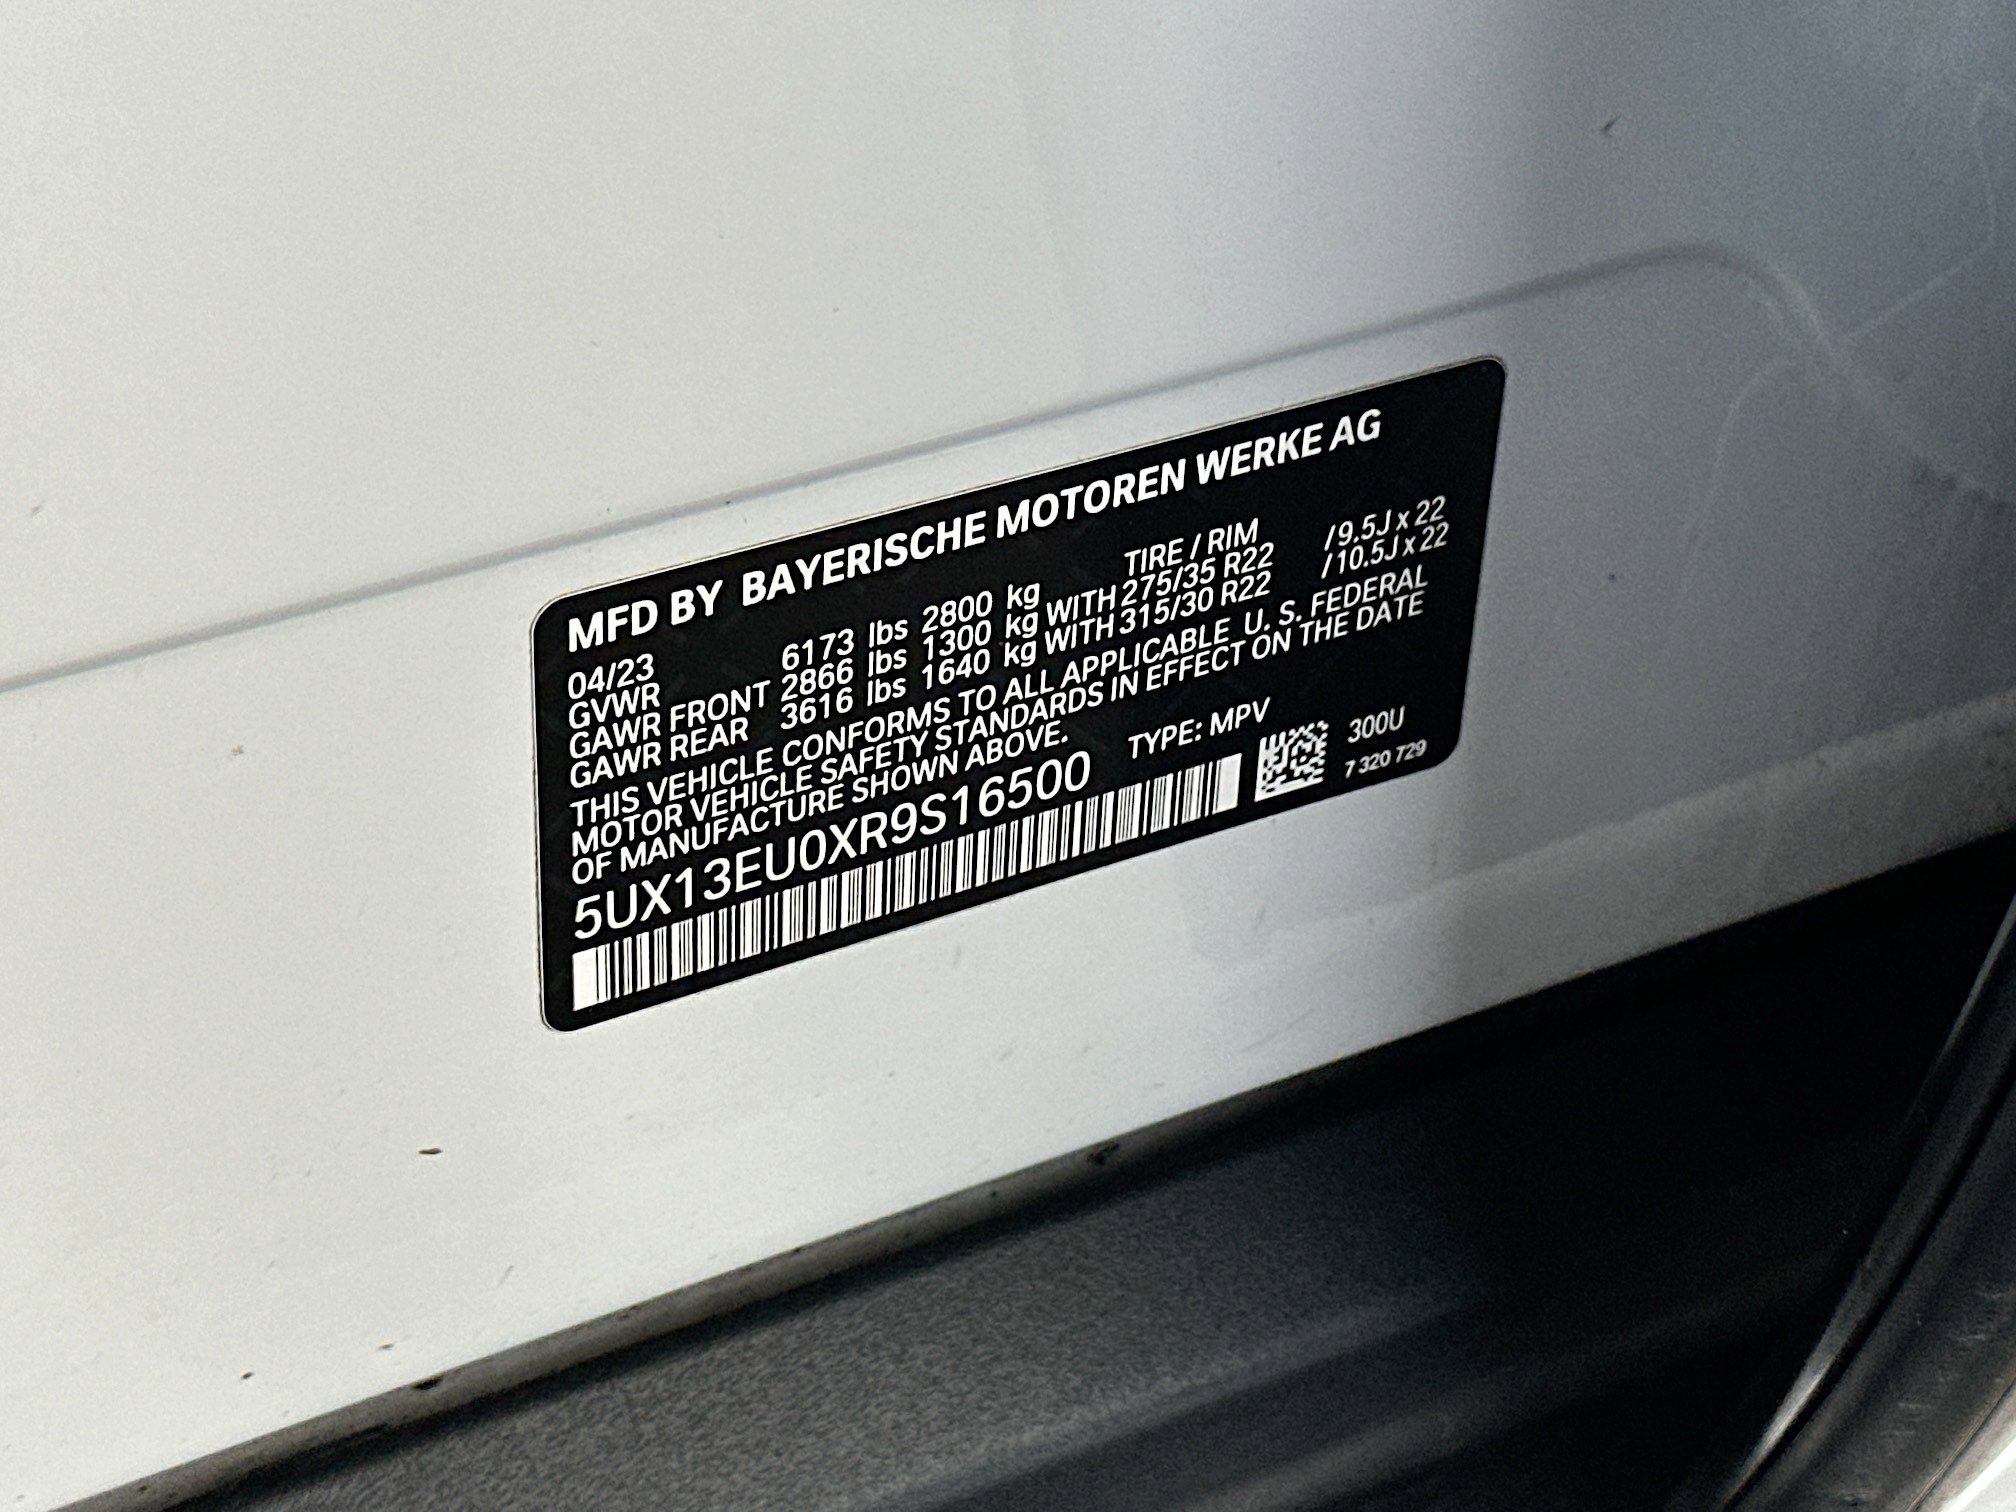 MFD BY BAYERISCHE MOTOREN WERKE AG
04/23 TIRE / RIM
GVWR 6173 lbs 2800 kg
GAWR FRONT 2866 lbs 1300 kg WITH 275/35 R22 /9.5J x 22
GAWR REAR 3616 lbs 1640 kg WITH 315/30 R22 /10.5J x 22
THIS VEHICLE CONFORMS TO ALL APPLICABLE U. S. FEDERAL
MOTOR VEHICLE SAFETY STANDARDS IN EFFECT ON THE DATE
OF MANUFACTURE SHOWN ABOVE.
5UX13EU0XR9S16500 TYPE: MPV
300U
7 320 729